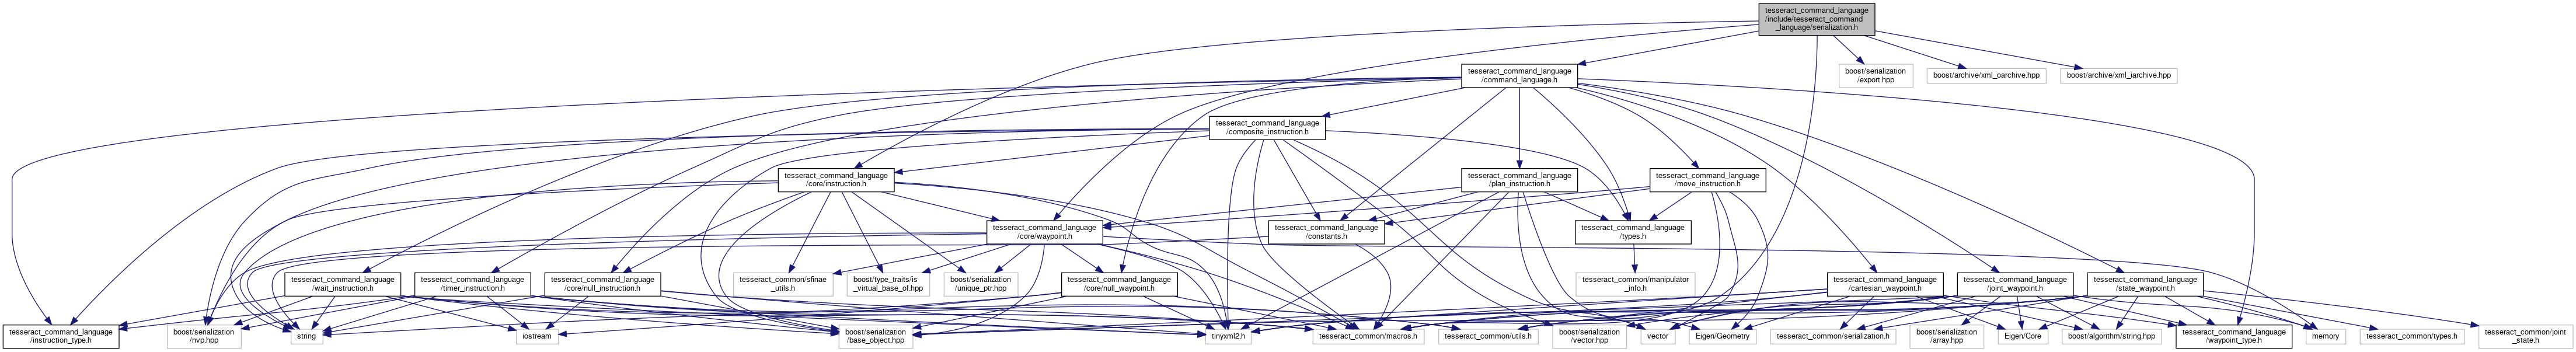 tesseract_command_language
/include/tesseract_command
_language/serialization.h
tesseract_command_language
/command_language.h
boost/serialization
/export.hpp
boost/archive/xml_oarchive.hpp
boost/archive/xml_iarchive.hpp
tesseract_command_language
/composite_instruction.h
tesseract_command_language
/core/instruction.h
tesseract_command_language
/plan_instruction.h
tesseract_command_language
/move_instruction.h
tesseract_command_language
/core/waypoint.h
tesseract_command_language
/constants.h
tesseract_command_language
/types.h
tesseract_command_language
/wait_instruction.h
tesseract_command_language
/timer_instruction.h
tesseract_command_language
/core/null_instruction.h
tesseract_common/sfinae
_utils.h
boost/type_traits/is
_virtual_base_of.hpp
boost/serialization
/unique_ptr.hpp
tesseract_command_language
/core/null_waypoint.h
tesseract_common/manipulator
_info.h
tesseract_command_language
/cartesian_waypoint.h
tesseract_command_language
/joint_waypoint.h
tesseract_command_language
/state_waypoint.h
tesseract_command_language
/instruction_type.h
boost/serialization
/nvp.hpp
string
iostream
boost/serialization
/base_object.hpp
tinyxml2.h
tesseract_common/macros.h
tesseract_common/utils.h
boost/serialization
/vector.hpp
vector
Eigen/Geometry
tesseract_common/serialization.h
boost/serialization
/array.hpp
Eigen/Core
boost/algorithm/string.hpp
tesseract_command_language
/waypoint_type.h
memory
tesseract_common/types.h
tesseract_common/joint
_state.h